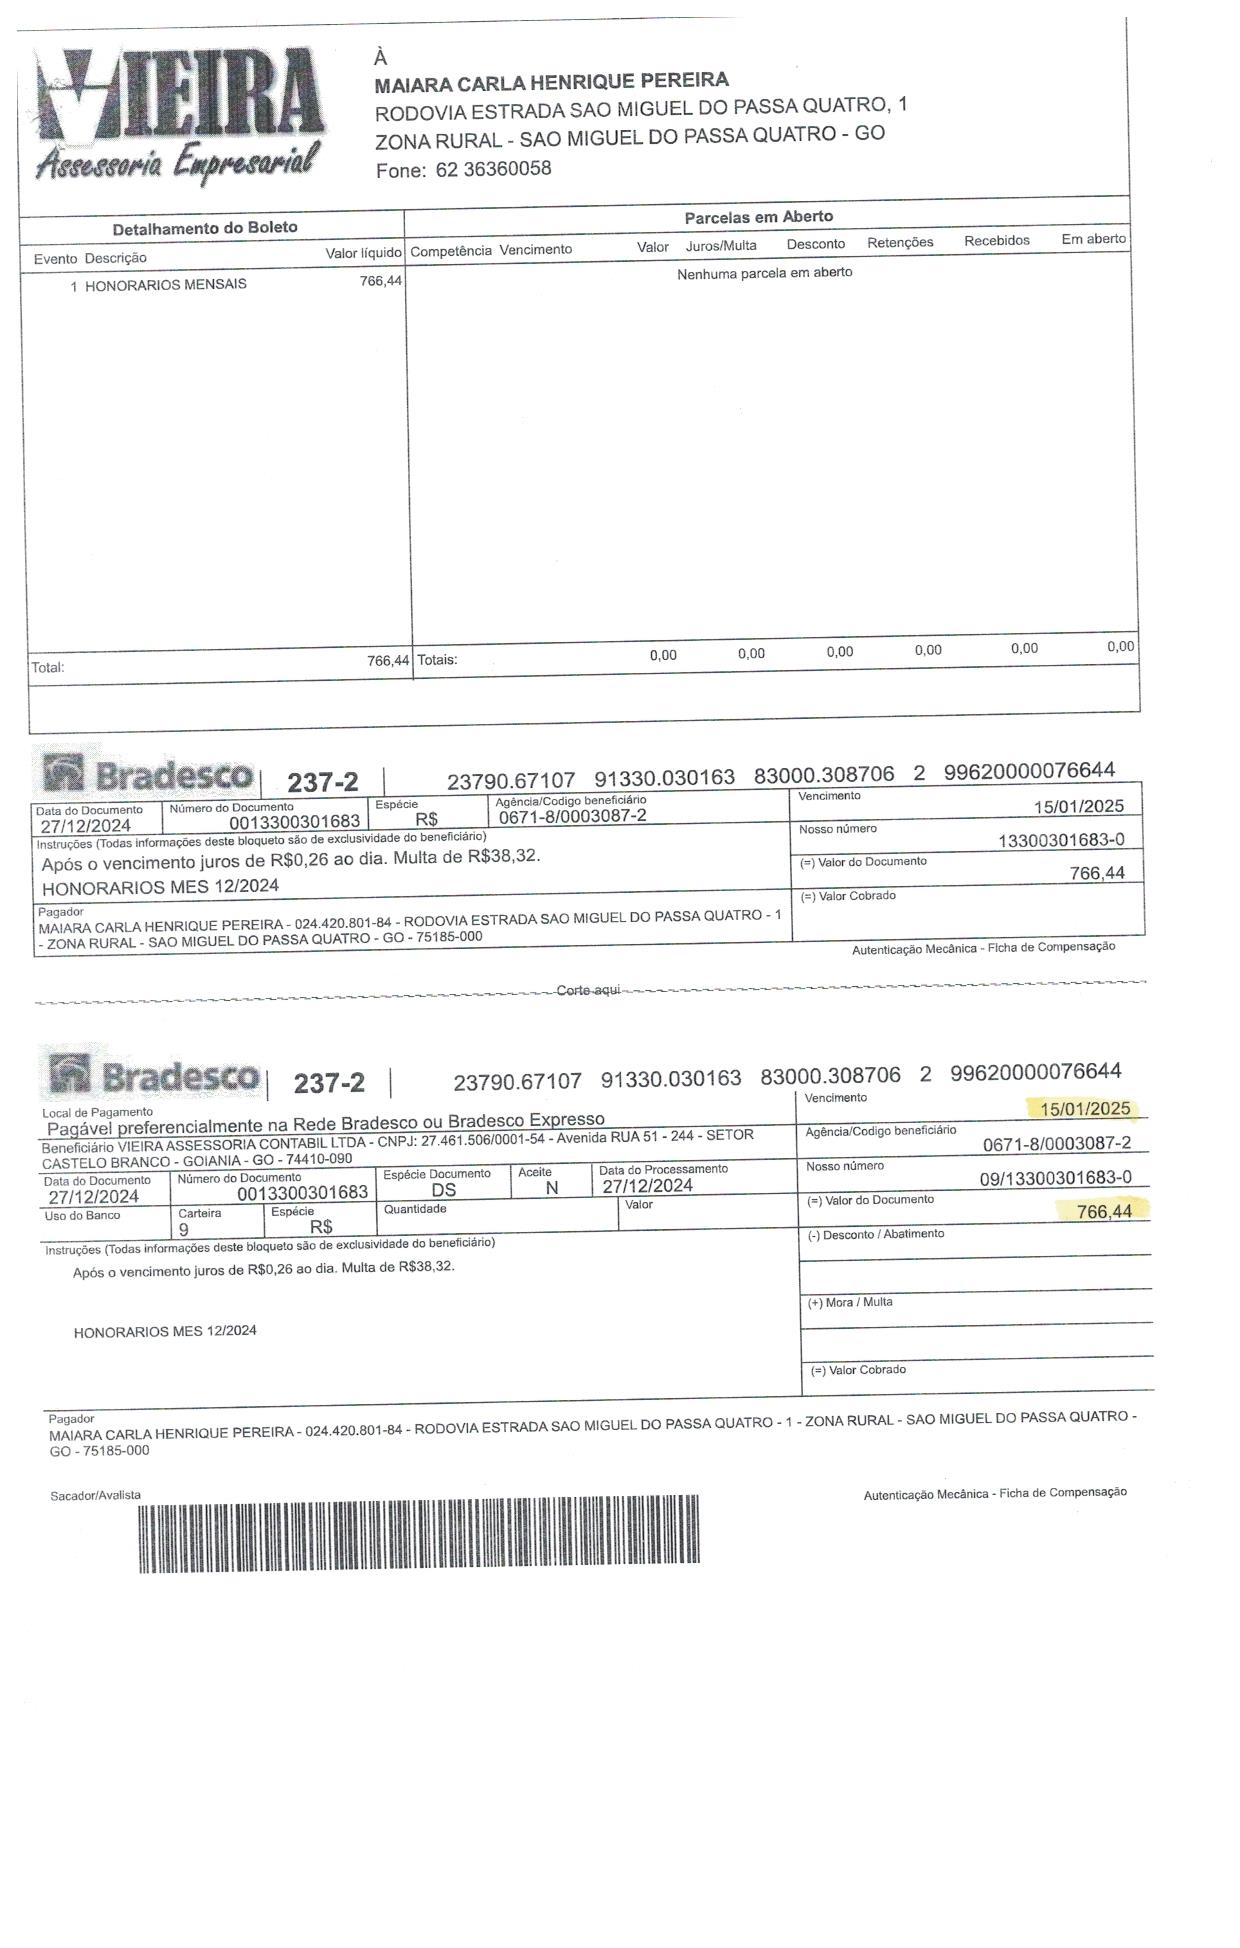 VIEIRA
Assessoria Empresarial
À
MAIARA CARLA HENRIQUE PEREIRA
RODOVIA ESTRADA SAO MIGUEL DO PASSA QUATRO, 1
ZONA RURAL - SAO MIGUEL DO PASSA QUATRO - GO
Fone: 62 36360058
Detalhamento do Boleto
Parcelas em Aberto
Evento Descrição Valor líquido Competência Vencimento Valor Juros/Multa Desconto Retenções Recebidos Em aberto
1 HONORARIOS MENSAIS 766,44
Nenhuma parcela em aberto
Total: 766,44 Totais: 0,00 0,00 0,00 0,00 0,00 0,00
Bradesco 237-2 23790.67107 91330.030163 83000.308706 2 99620000076644
Data do Documento Número do Documento Espécie Agência/Codigo beneficiário Vencimento
27/12/2024 0013300301683 R$ 0671-8/0003087-2 15/01/2025
Instruções (Todas informações deste bloqueto são de exclusividade do beneficiário)
Nosso número
13300301683-0
Após o vencimento juros de R$0,26 ao dia. Multa de R$38,32.
(=) Valor do Documento
766,44
HONORARIOS MES 12/2024
(=) Valor Cobrado
Pagador
MAIARA CARLA HENRIQUE PEREIRA - 024.420.801-84 - RODOVIA ESTRADA SAO MIGUEL DO PASSA QUATRO - 1
- ZONA RURAL - SAO MIGUEL DO PASSA QUATRO - GO - 75185-000
Autenticação Mecânica - Ficha de Compensação
Corte aqui
Bradesco 237-2 23790.67107 91330.030163 83000.308706 2 99620000076644
Local de Pagamento
Pagável preferencialmente na Rede Bradesco ou Bradesco Expresso
Vencimento
15/01/2025
Beneficiário VIEIRA ASSESSORIA CONTABIL LTDA - CNPJ: 27.461.506/0001-54 - Avenida RUA 51 - 244 - SETOR
CASTELO BRANCO - GOIANIA - GO - 74410-090
Agência/Codigo beneficiário
0671-8/0003087-2
Data do Documento Número do Documento Espécie Documento Aceite Data do Processamento
27/12/2024 0013300301683 DS N 27/12/2024
Nosso número
09/13300301683-0
Uso do Banco Carteira Espécie Quantidade Valor
9 R$
(=) Valor do Documento
766,44
Instruções (Todas informações deste bloqueto são de exclusividade do beneficiário)
(-) Desconto / Abatimento
Após o vencimento juros de R$0,26 ao dia. Multa de R$38,32.
(+) Mora / Multa
HONORARIOS MES 12/2024
(=) Valor Cobrado
Pagador
MAIARA CARLA HENRIQUE PEREIRA - 024.420.801-84 - RODOVIA ESTRADA SAO MIGUEL DO PASSA QUATRO - 1 - ZONA RURAL - SAO MIGUEL DO PASSA QUATRO -
GO - 75185-000
Sacador/Avalista
Autenticação Mecânica - Ficha de Compensação